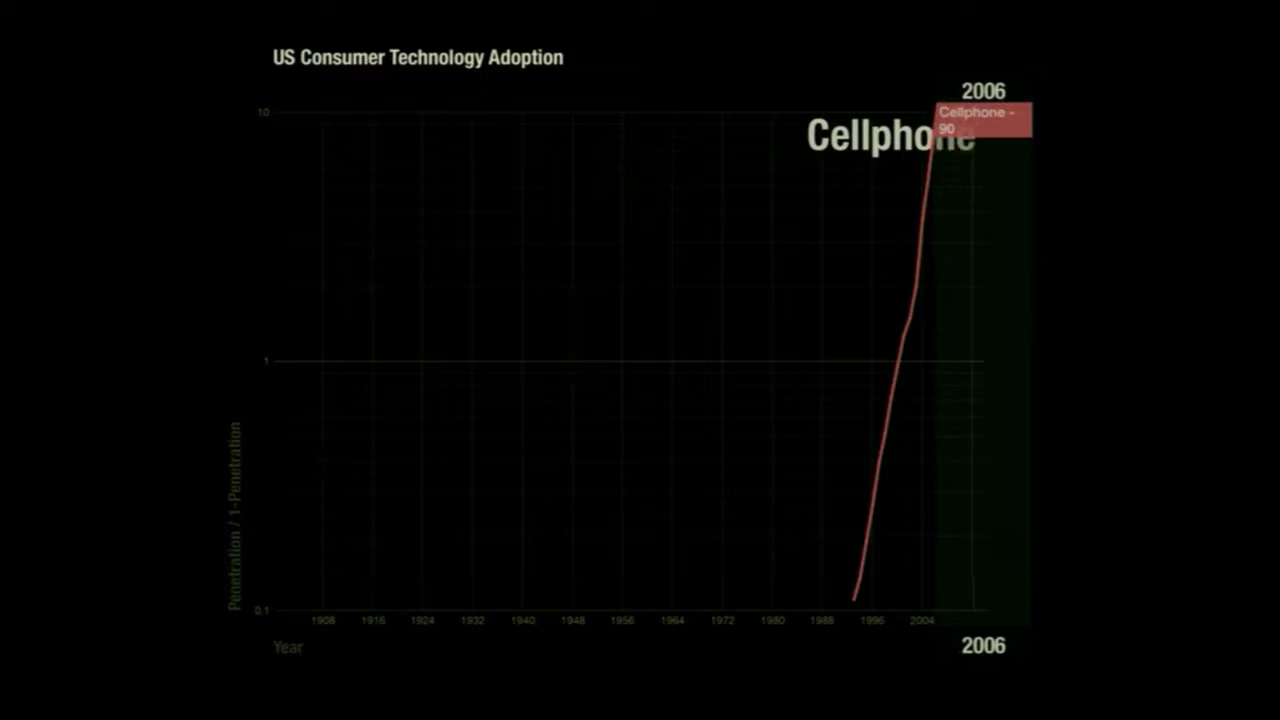 US Consumer Technology Adoption
2006
Cellphone -
90
Cellphone
10
1
0.1
Penetration / 1-Penetration
1908 1916 1924 1932 1940 1948 1956 1964 1972 1980 1988 1996 2004
Year
2006